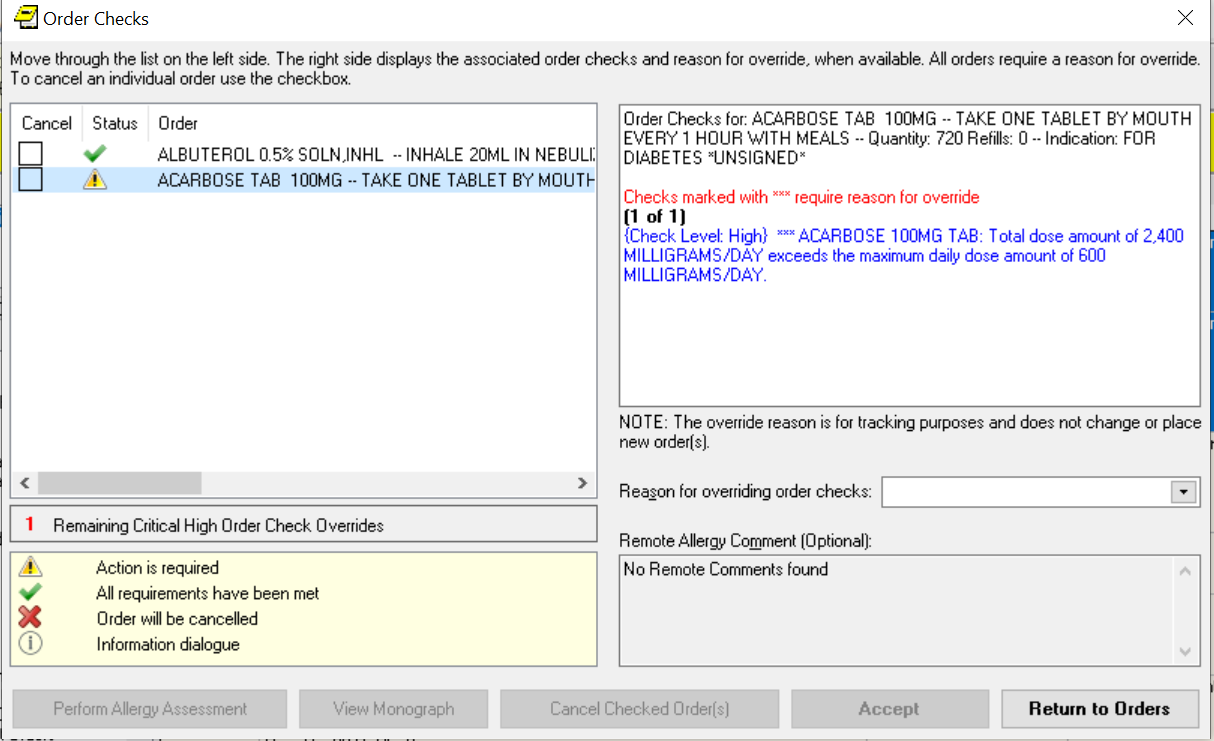 Order Checks
Move through the list on the left side. The right side displays the associated order checks and reason for override, when available. All orders require a reason for override.
To cancel an individual order use the checkbox.
Cancel Status Order
ALBUTEROL 0.5% SOLN,INHL -- INHALE 20ML IN NEBULI
ACARBOSE TAB 100MG -- TAKE ONE TABLET BY MOUTH
1 Remaining Critical High Order Check Overrides
Action is required
All requirements have been met
Order will be cancelled
Information dialogue
Order Checks for: ACARBOSE TAB 100MG -- TAKE ONE TABLET BY MOUTH
EVERY 1 HOUR WITH MEALS -- Quantity: 720 Refills: 0 -- Indication: FOR
DIABETES *UNSIGNED*
Checks marked with *** require reason for override
(1 of 1)
{Check Level: High} *** ACARBOSE 100MG TAB: Total dose amount of 2,400
MILLIGRAMS/DAY exceeds the maximum daily dose amount of 600
MILLIGRAMS/DAY.
NOTE: The override reason is for tracking purposes and does not change or place
new order(s).
Reason for overriding order checks:
Remote Allergy Comment (Optional):
No Remote Comments found
Perform Allergy Assessment View Monograph Cancel Checked Order(s) Accept Return to Orders